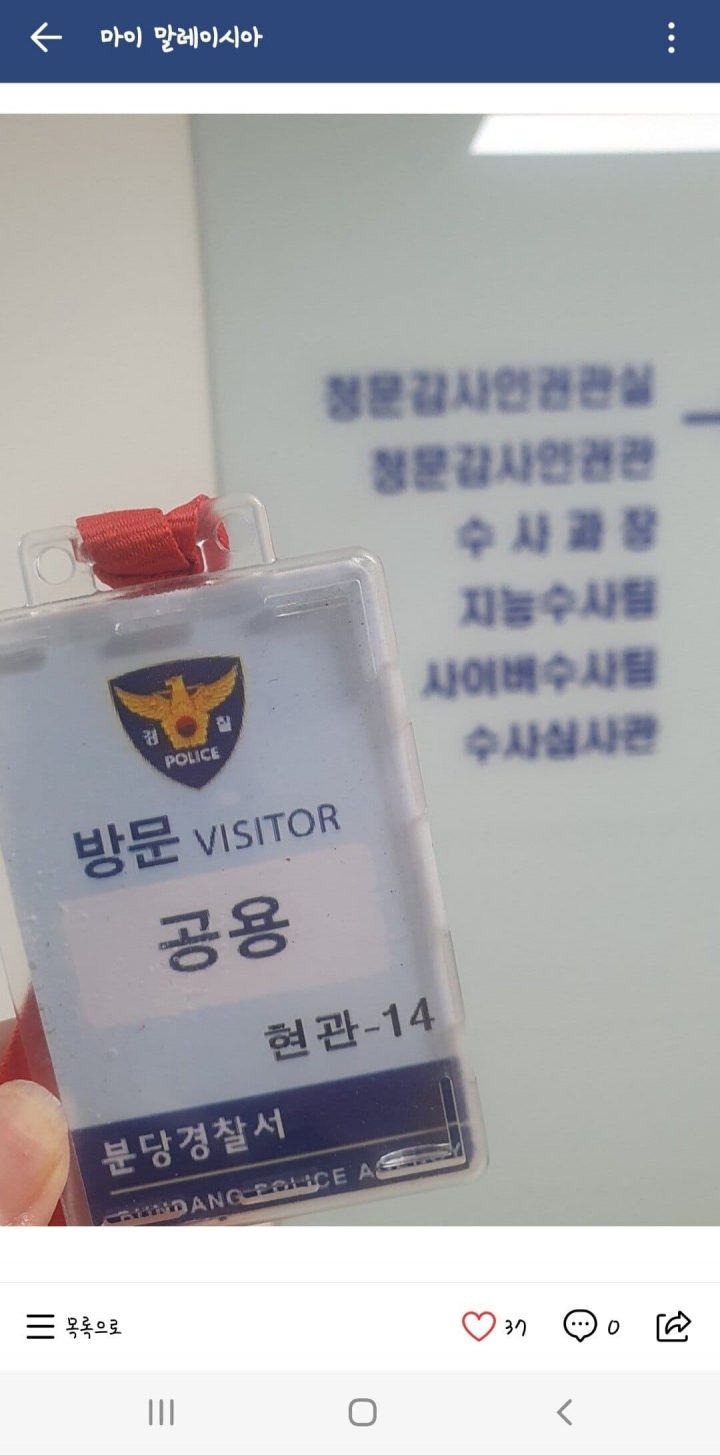 마이 말레이시아
청문감사인권관실
청문감사인권관
수사과장
지능수사팀
사이버수사팀
수사심사관
경찰
POLICE
방문 VISITOR
공용
현관-14
분당경찰서
BUNDANG POLICE AGENCY
목록으로
37
0